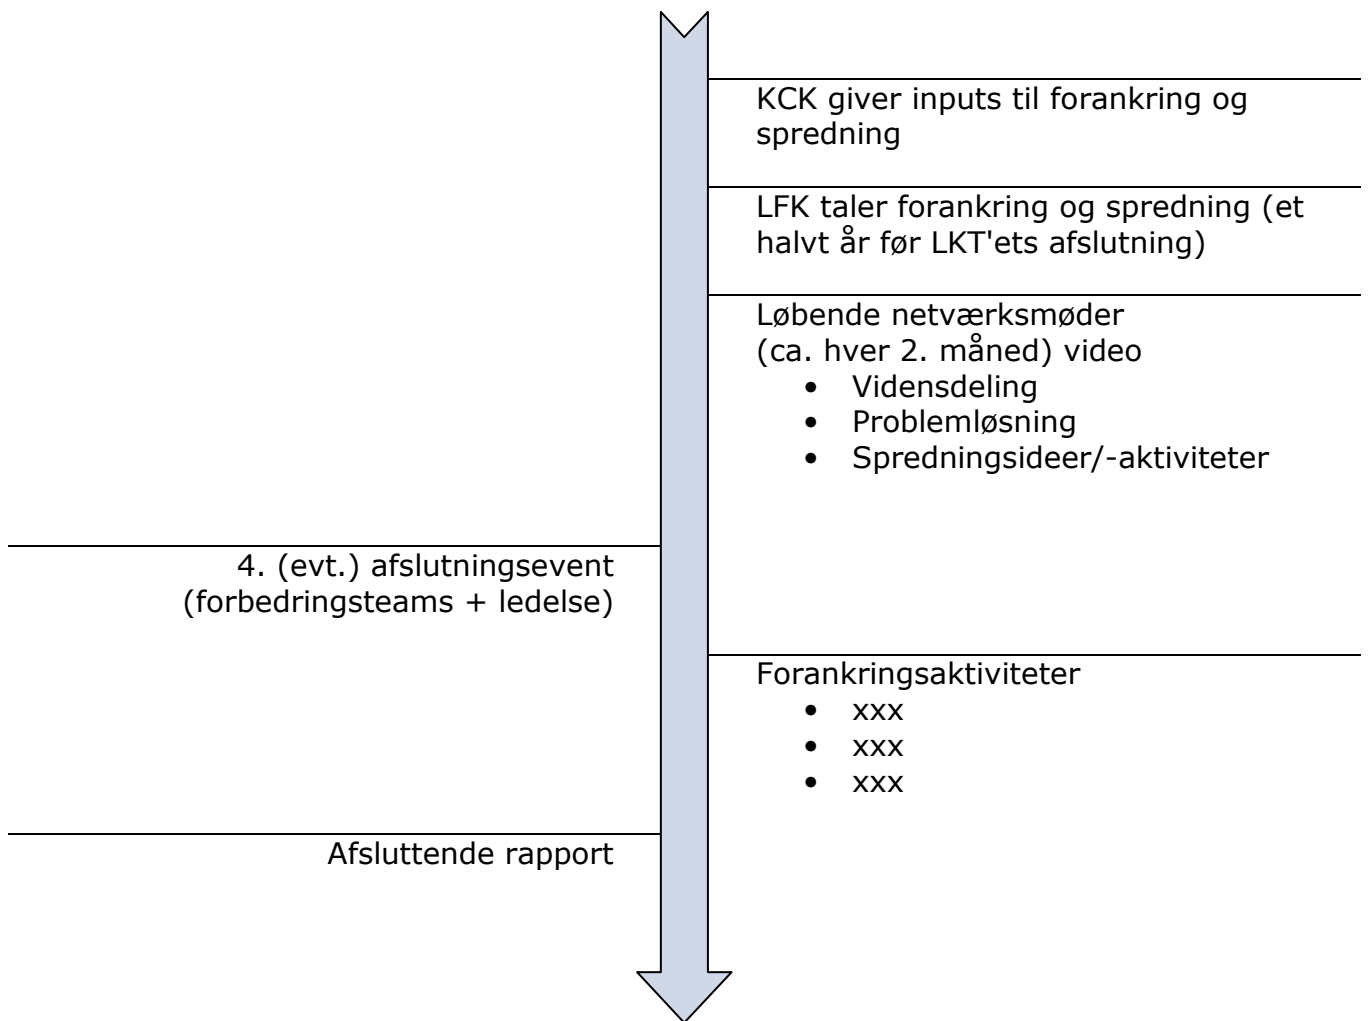 KCK giver inputs til forankring og
spredning
LFK taler forankring og spredning (et
halvt år før LKT'ets afslutning)
Løbende netværksmøder
(ca. hver 2. måned) video
• Vidensdeling
• Problemløsning
• Spredningsideer/-aktiviteter
4. (evt.) afslutningsevent
(forbedringsteams + ledelse)
Forankringsaktiviteter
• xxx
• xxx
• xxx
Afsluttende rapport